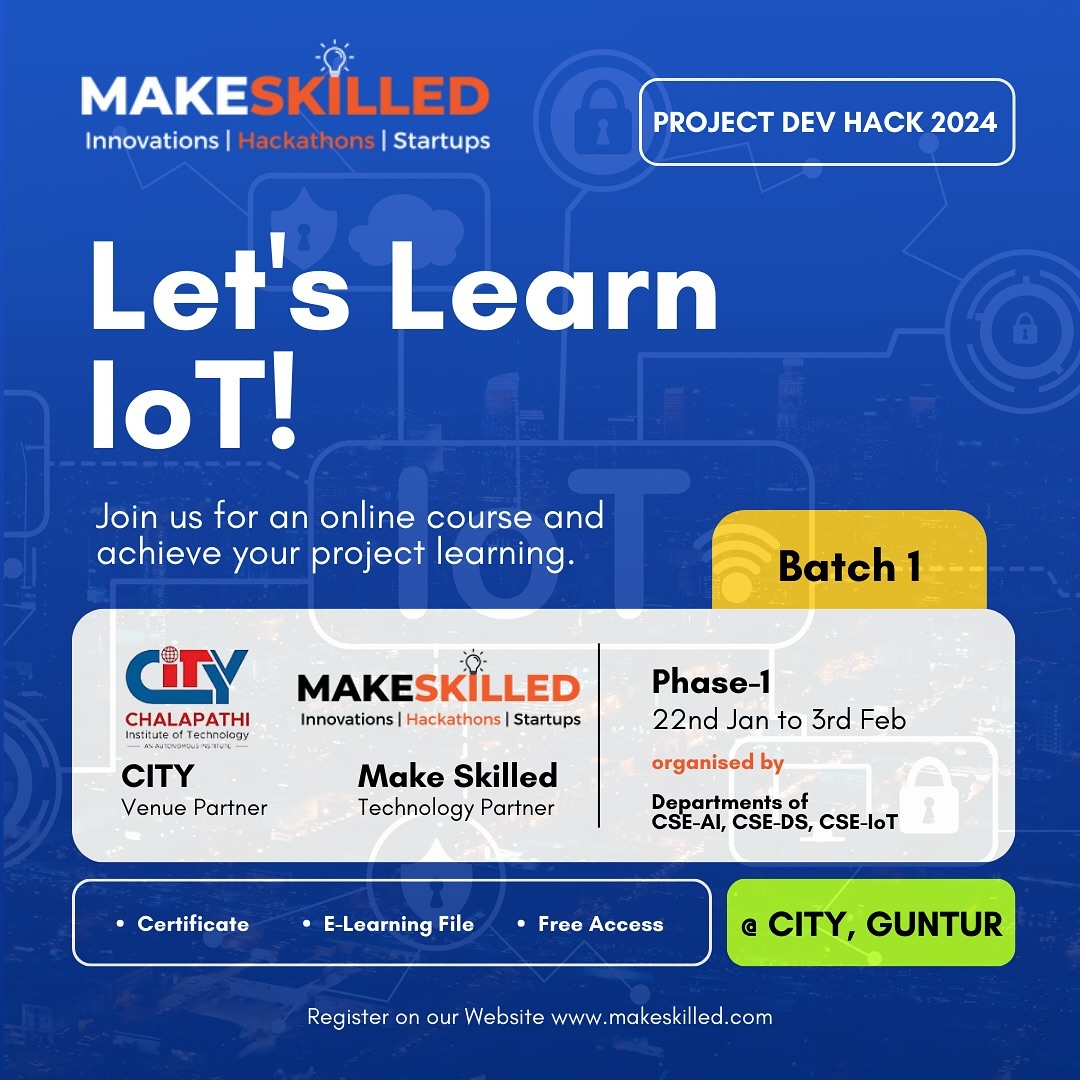 MAKESKILLED
Innovations | Hackathons | Startups
PROJECT DEV HACK 2024
Let's Learn
IoT!
IoT
Join us for an online course and
achieve your project learning.
Batch 1
CiTY
CHALAPATHI
Institute of Technology
AN AUTONOMOUS INSTITUTE
CITY
Venue Partner
MAKESKILLED
Innovations | Hackathons | Startups
Make Skilled
Technology Partner
Phase-1
22nd Jan to 3rd Feb
organised by
Departments of
CSE-AI, CSE-DS, CSE-IoT
• Certificate • E-Learning File • Free Access
@ CITY, GUNTUR
Register on our Website www.makeskilled.com